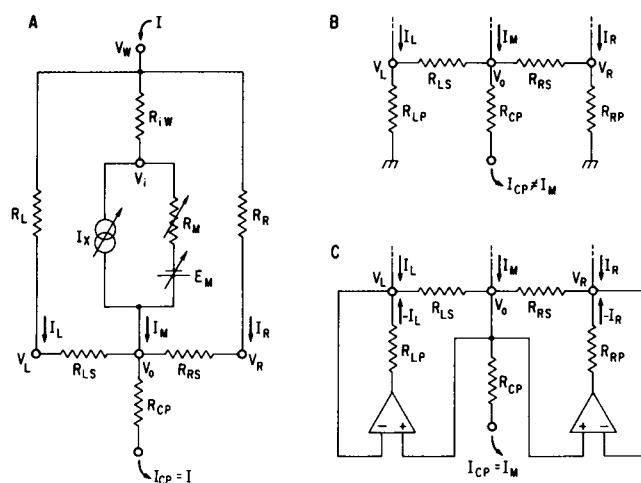 A
I
V_W
R_iW
V_i
R_L
I_X
R_M
R_R
E_M
I_L
I_M
I_R
V_L
R_LS
V_o
R_RS
V_R
R_CP
I_CP = I
B
I_L
I_M
I_R
V_L
R_LS
V_o
R_RS
V_R
R_LP
R_CP
R_RP
I_CP ≠ I_M
C
I_L
I_M
I_R
V_L
R_LS
V_o
R_RS
V_R
-I_L
-I_R
R_LP
R_CP
R_RP
- +
+ -
I_CP = I_M